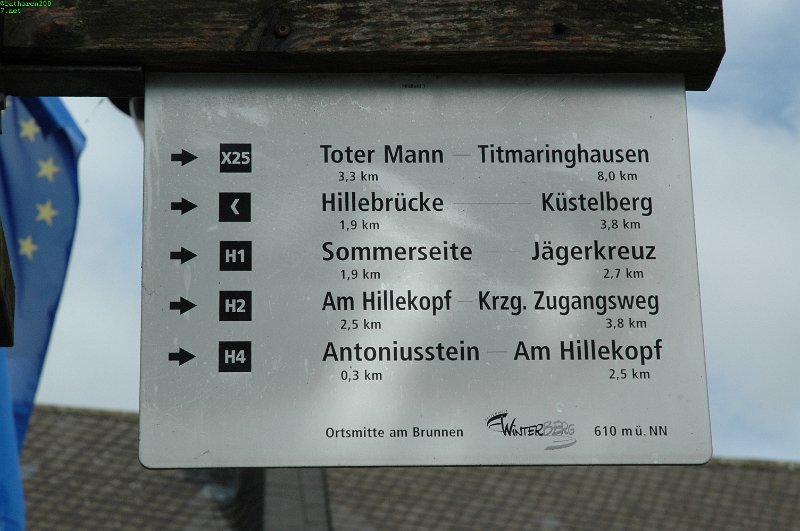 X25 Toter Mann — Titmaringhausen
3,3 km 8,0 km
Hillebrücke — Küstelberg
1,9 km 3,8 km
H1 Sommerseite — Jägerkreuz
1,9 km 2,7 km
H2 Am Hillekopf — Krzg. Zugangsweg
2,5 km 3,8 km
H4 Antoniusstein — Am Hillekopf
0,3 km 2,5 km
Ortsmitte am Brunnen WINTERBERG 610 m ü. NN